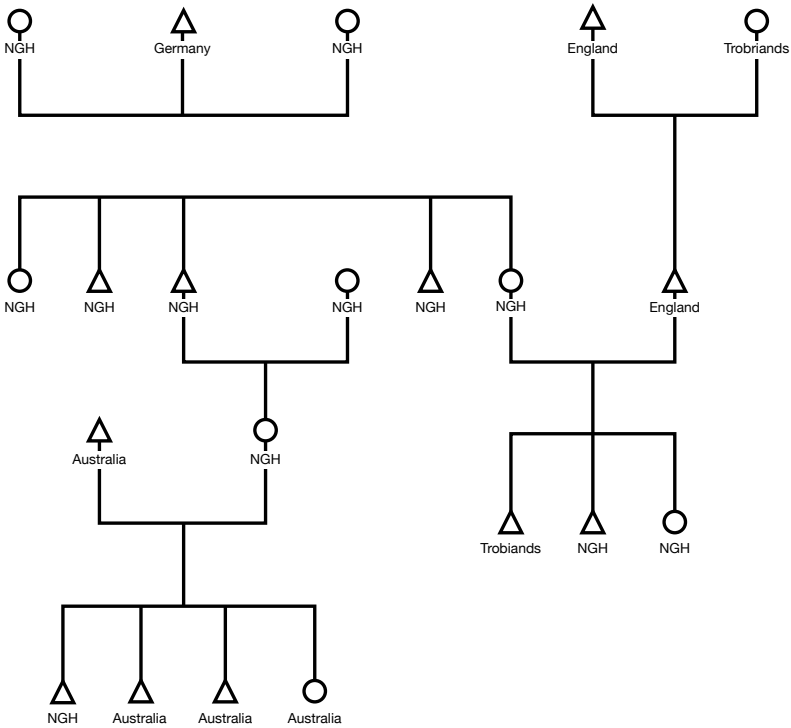 NGH
Germany
NGH
England
Trobriands
NGH
NGH
NGH
NGH
NGH
NGH
England
Australia
NGH
Trobiands
NGH
NGH
NGH
Australia
Australia
Australia